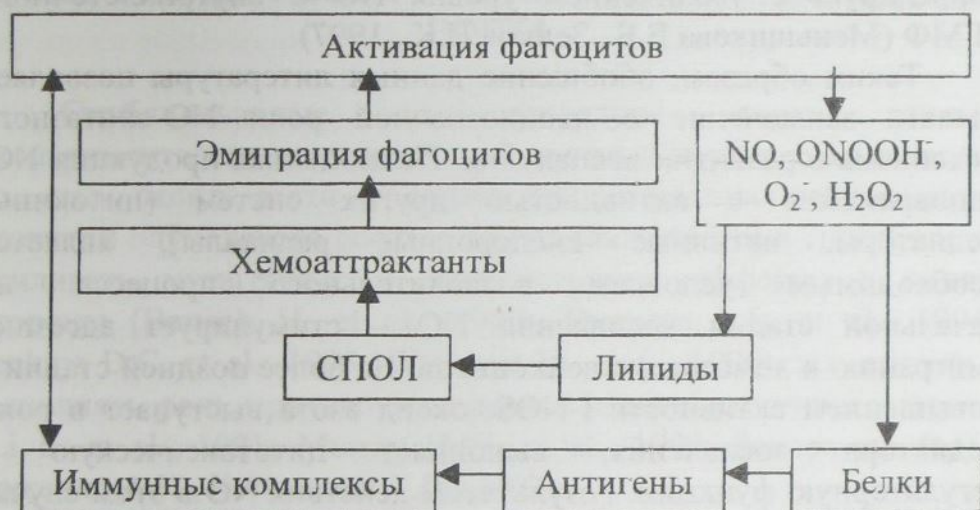 Активация фагоцитов
Эмиграция фагоцитов
NO, ONOOH,
O₂⁻ H₂O₂
Хемоаттрактанты
СПОЛ
Липиды
Иммунные комплексы
Антигены
Белки